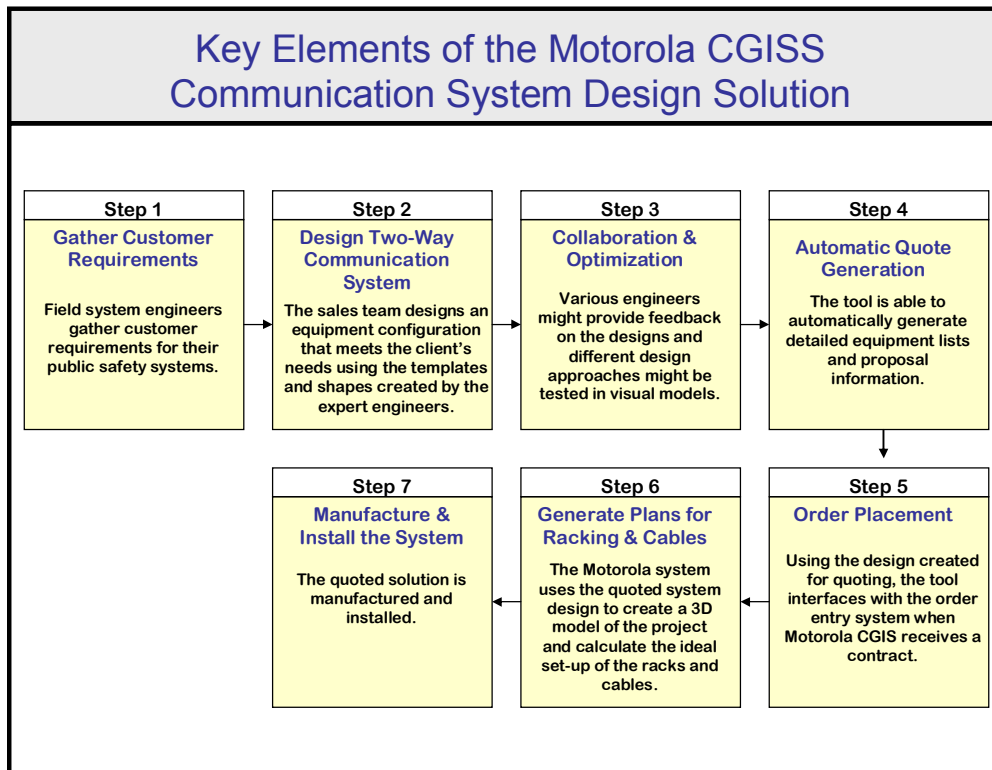 Key Elements of the Motorola CGISS
Communication System Design Solution
Step 1
Gather Customer
Requirements
Field system engineers
gather customer
requirements for their
public safety systems.
Step 2
Design Two-Way
Communication
System
The sales team designs an
equipment configuration
that meets the client's
needs using the templates
and shapes created by the
expert engineers.
Step 3
Collaboration &
Optimization
Various engineers
might provide feedback
on the designs and
different design
approaches might be
tested in visual models.
Step 4
Automatic Quote
Generation
The tool is able to
automatically generate
detailed equipment lists
and proposal
information.
Step 5
Order Placement
Using the design created
for quoting, the tool
interfaces with the order
entry system when
Motorola CGIS receives a
contract.
Step 6
Generate Plans for
Racking & Cables
The Motorola system
uses the quoted system
design to create a 3D
model of the project
and calculate the ideal
set-up of the racks and
cables.
Step 7
Manufacture &
Install the System
The quoted solution is
manufactured and
installed.